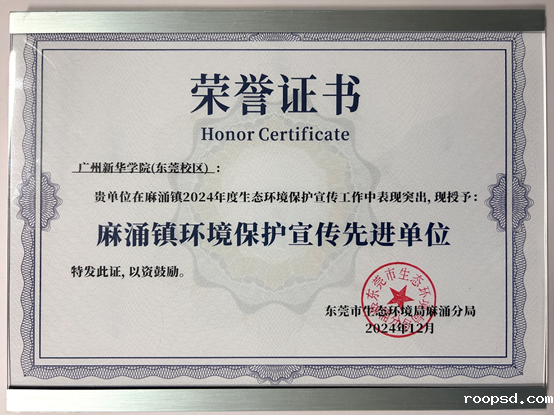 荣誉证书
Honor Certificate
广州新华学院(东莞校区)：
贵单位在麻涌镇2024年度生态环境保护宣传工作中表现突出, 现授予：
麻涌镇环境保护宣传先进单位
特发此证, 以资鼓励。
东莞市生态环境局麻涌分局
2024年12月
roopsd.com